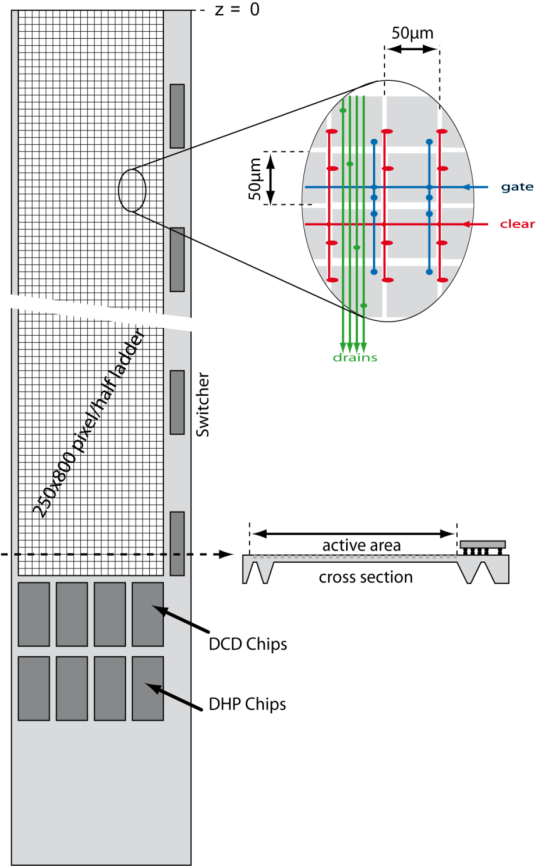 z = 0
50μm
50μm
gate
clear
drains
250x800 pixel/half ladder
Switcher
active area
cross section
DCD Chips
DHP Chips